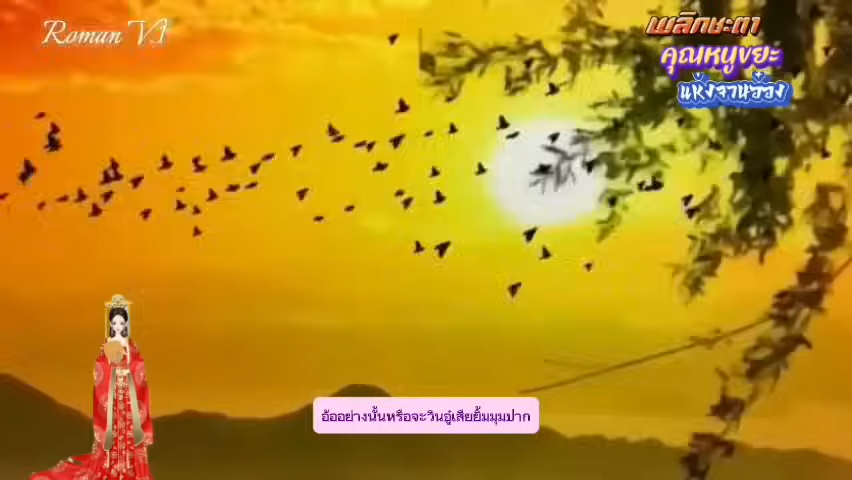 Roman VI
พลิกชะตา
คุณหนูขยะ
แห่งจวนอ๋อง
อ้ออย่างนั้นหรือจะวินอู๋เสียยิ้มมุมปาก